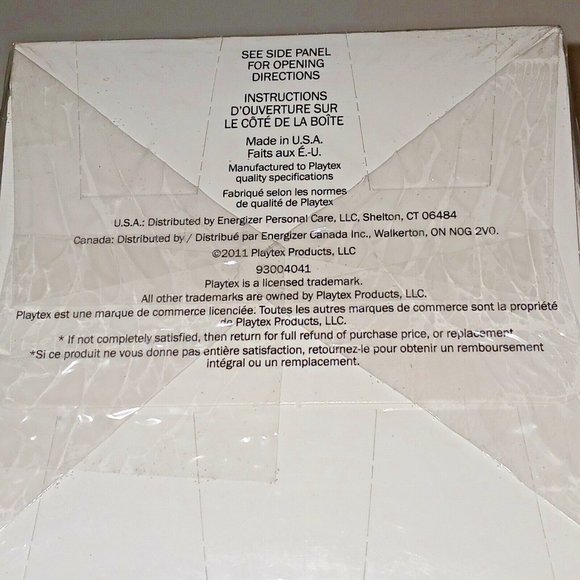 SEE SIDE PANEL
FOR OPENING
DIRECTIONS
INSTRUCTIONS
D'OUVERTURE SUR
LE CÔTÉ DE LA BOÎTE
Made in U.S.A.
Faits aux É.-U.
Manufactured to Playtex
quality specifications
Fabriqué selon les normes
de qualité de Playtex
U.S.A.: Distributed by Energizer Personal Care, LLC, Shelton, CT 06484
Canada: Distributed by / Distribué par Energizer Canada Inc., Walkerton, ON N0G 2V0.
©2011 Playtex Products, LLC
93004041
Playtex is a licensed trademark.
All other trademarks are owned by Playtex Products, LLC.
Playtex est une marque de commerce licenciée. Toutes les autres marques de commerce sont la propriété
de Playtex Products, LLC.
* If not completely satisfied, then return for full refund of purchase price, or replacement
*Si ce produit ne vous donne pas entière satisfaction, retournez-le pour obtenir un remboursement
intégral ou un remplacement.